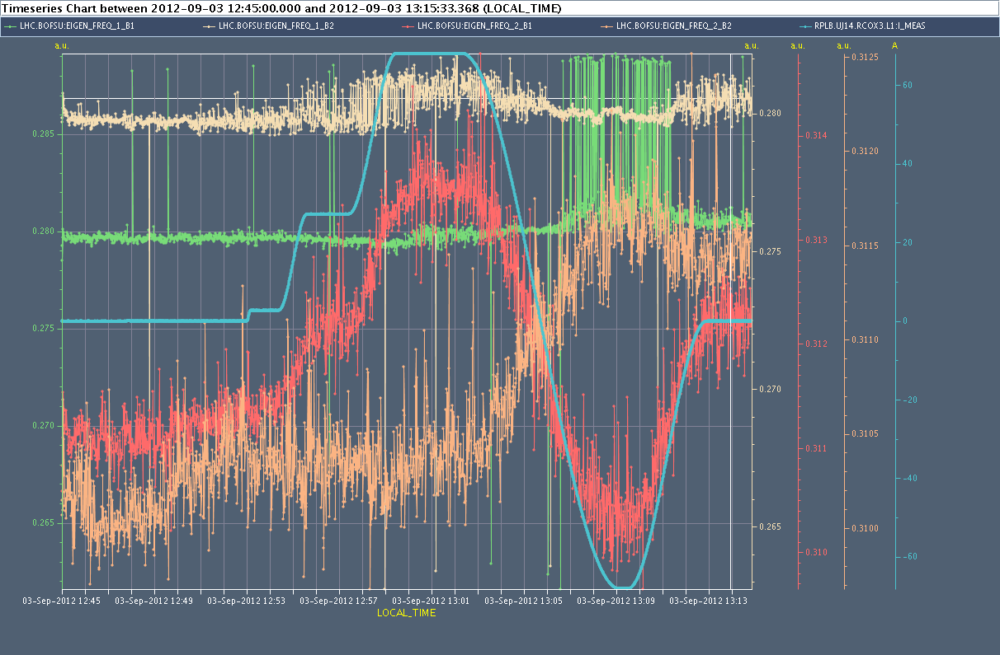 Timeseries Chart between 2012-09-03 12:45:00.000 and 2012-09-03 13:15:33.368 (LOCAL_TIME)
LHC.BOFSU:EIGEN_FREQ_1_B1 LHC.BOFSU:EIGEN_FREQ_1_B2 LHC.BOFSU:EIGEN_FREQ_2_B1 LHC.BOFSU:EIGEN_FREQ_2_B2 RPLB.UJ14.RCOX3.L1:I_MEAS
a.u. a.u. a.u. a.u. A
0.3125
60
0.280
0.285 0.314
0.3120
40
0.280 0.313 0.3115
20
0.275
0
0.275
0.312 0.3110
0.270
-20
0.270 0.3105
0.311
-40
0.265 0.265 0.3100
0.310
-60
03-Sep-2012 12:45 03-Sep-2012 12:49 03-Sep-2012 12:53 03-Sep-2012 12:57 03-Sep-2012 13:01 03-Sep-2012 13:05 03-Sep-2012 13:09 03-Sep-2012 13:13
LOCAL_TIME